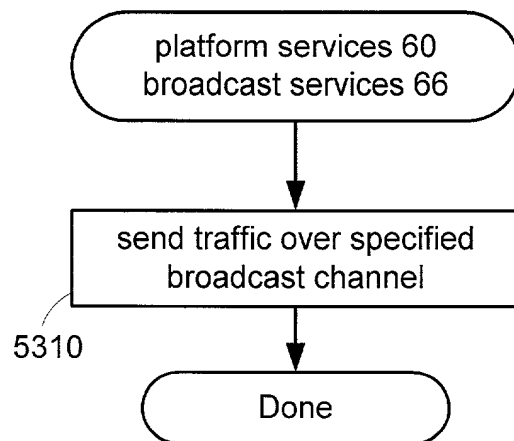 platform services 60
broadcast services 66
send traffic over specified
broadcast channel
5310
Done